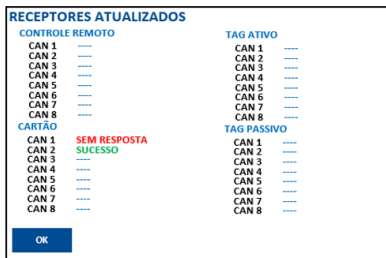 RECEPTORES ATUALIZADOS
CONTROLE REMOTO
CAN 1 ----
CAN 2 ----
CAN 3 ----
CAN 4 ----
CAN 5 ----
CAN 6 ----
CAN 7 ----
CAN 8 ----
CARTÃO
CAN 1 SEM RESPOSTA
CAN 2 SUCESSO
CAN 3 ----
CAN 4 ----
CAN 5 ----
CAN 6 ----
CAN 7 ----
CAN 8 ----
TAG ATIVO
CAN 1 ----
CAN 2 ----
CAN 3 ----
CAN 4 ----
CAN 5 ----
CAN 6 ----
CAN 7 ----
CAN 8 ----
TAG PASSIVO
CAN 1 ----
CAN 2 ----
CAN 3 ----
CAN 4 ----
CAN 5 ----
CAN 6 ----
CAN 7 ----
CAN 8 ----
OK